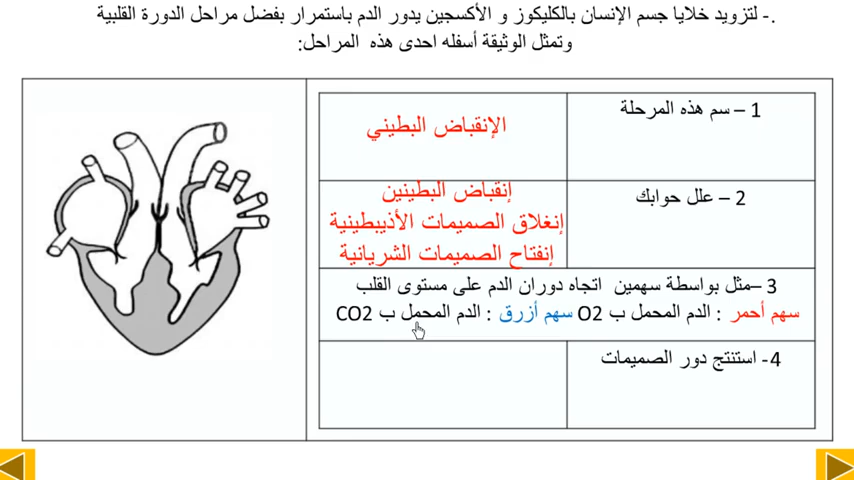 .- لتزويد خلايا جسم الإنسان بالكليكوز و الأكسجين يدور الدم باستمرار بفضل مراحل الدورة القلبية
وتمثل الوثيقة أسفله احدى هذه المراحل:
1 – سم هذه المرحلة
الإنقباض البطيني
2 – علل حوابك
إنقباض البطينين
إنغلاق الصميمات الأذيبطينية
إنفتاح الصميمات الشريانية
3 –مثل بواسطة سهمين اتجاه دوران الدم على مستوى القلب
سهم أحمر : الدم المحمل ب O2 سهم أزرق : الدم المحمل ب CO2
4- استنتج دور الصميمات